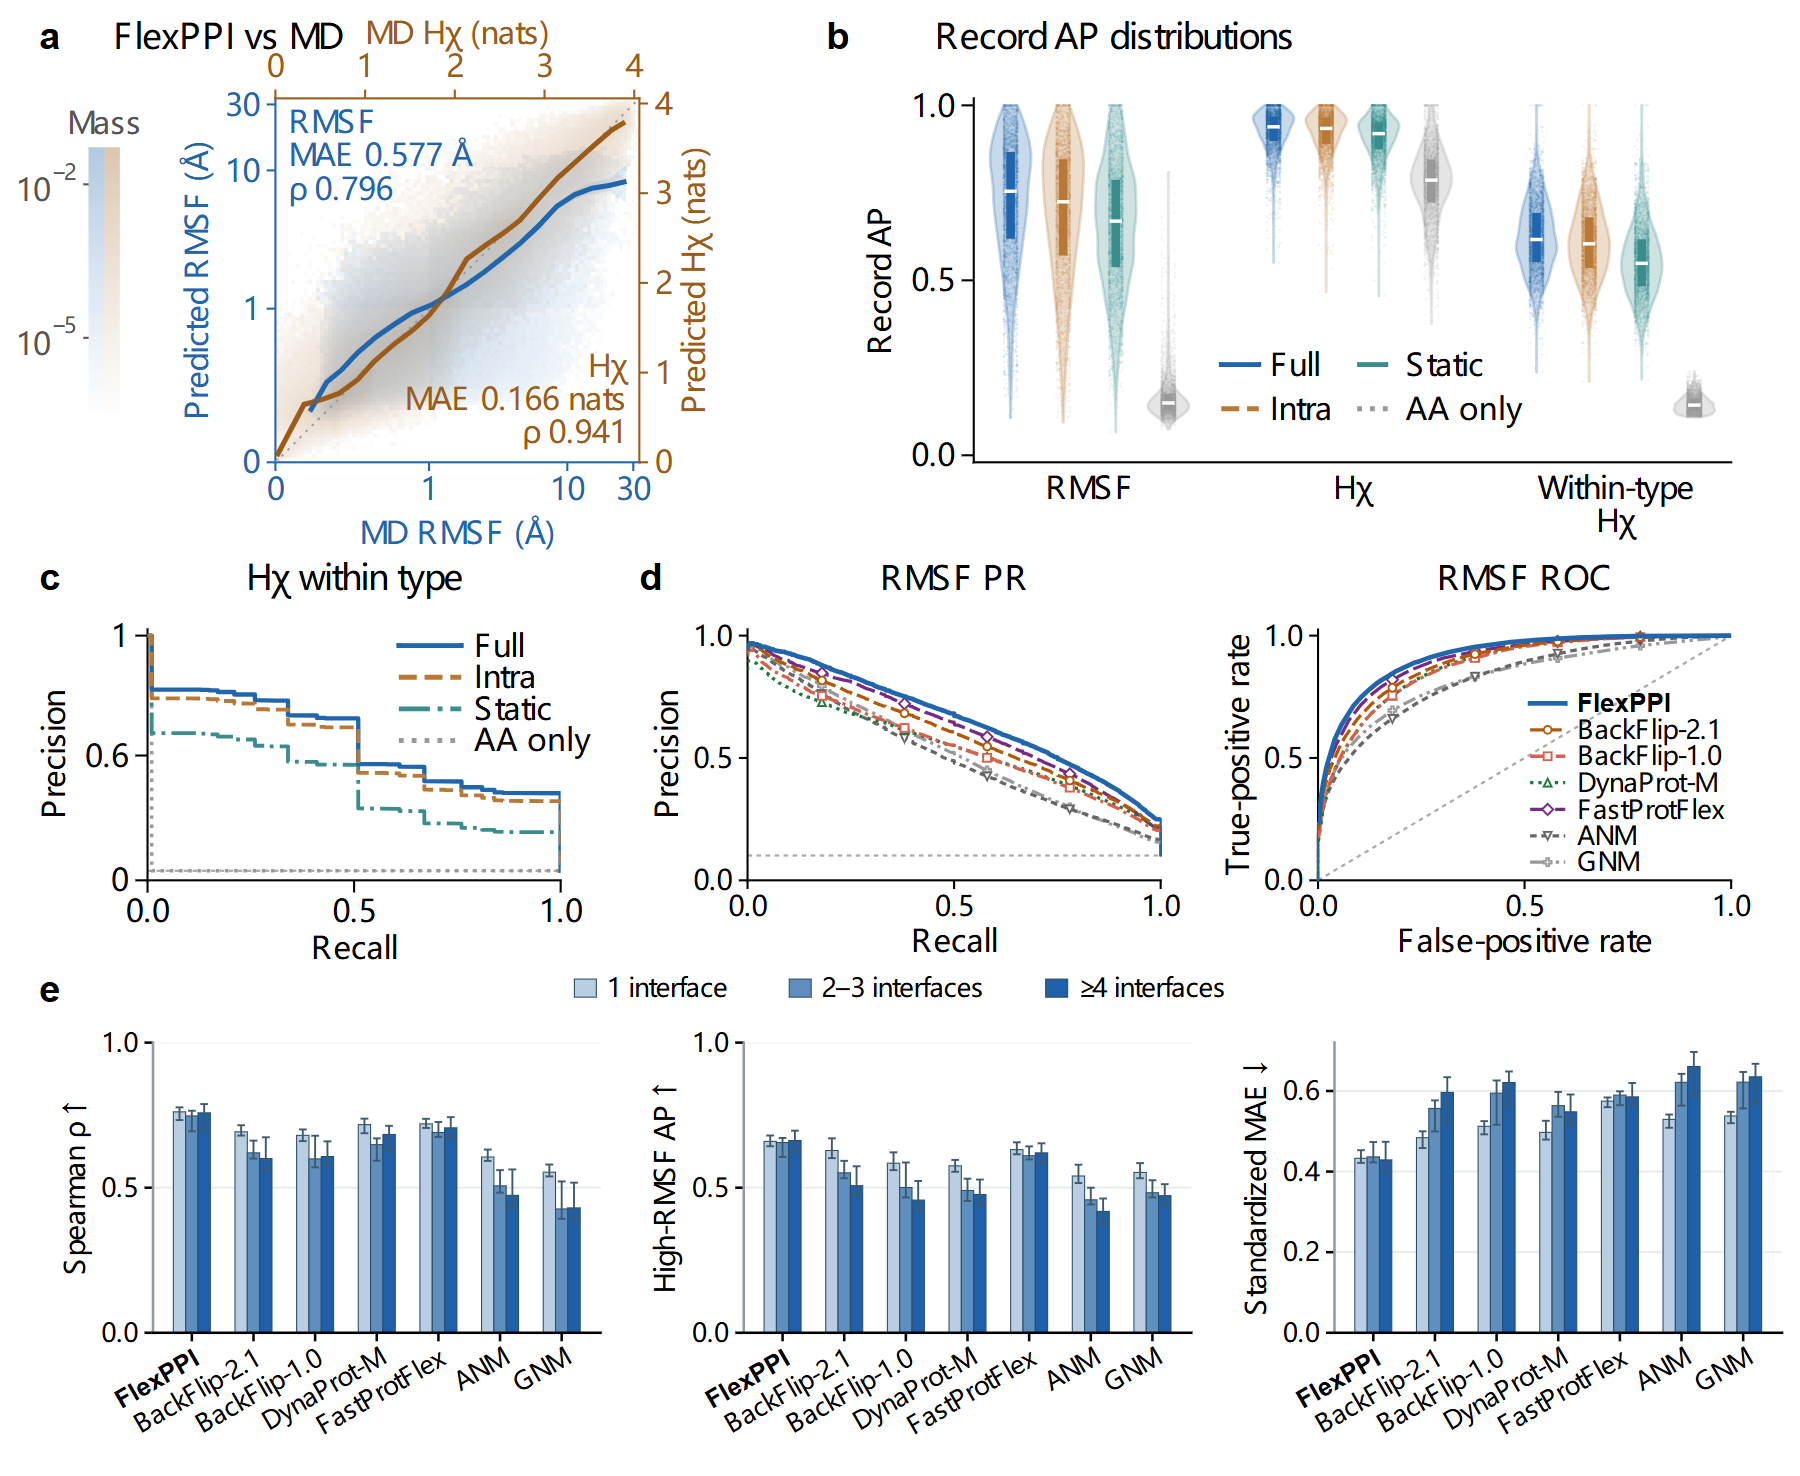 a
FlexPPI vs MD
MD Hχ (nats)
0 1 2 3 4
Mass
10⁻²
10⁻⁵
Predicted RMSF (Å)
30
10
1
0
RMSF
MAE 0.577 Å
ρ 0.796
Hχ
MAE 0.166 nats
ρ 0.941
4
3
2
1
0
Predicted Hχ (nats)
0 1 10 30
MD RMSF (Å)
b
Record AP distributions
Record AP
1.0
0.5
0.0
Full
Static
Intra
AA only
RMSF
Hχ
Within-type
Hχ
c
Hχ within type
Precision
1
0.6
0
Full
Intra
Static
AA only
0.0 0.5 1.0
Recall
d
RMSF PR
Precision
1.0
0.5
0.0
0.0 0.5 1.0
Recall
RMSF ROC
True-positive rate
1.0
0.5
0.0
FlexPPI
BackFlip-2.1
BackFlip-1.0
DynaProt-M
FastProtFlex
ANM
GNM
0.0 0.5 1.0
False-positive rate
e
1 interface
2–3 interfaces
≥4 interfaces
Spearman ρ ↑
1.0
0.5
0.0
FlexPPI
BackFlip-2.1
BackFlip-1.0
DynaProt-M
FastProtFlex
ANM
GNM
High-RMSF AP ↑
1.0
0.5
0.0
FlexPPI
BackFlip-2.1
BackFlip-1.0
DynaProt-M
FastProtFlex
ANM
GNM
Standardized MAE ↓
0.6
0.4
0.2
0.0
FlexPPI
BackFlip-2.1
BackFlip-1.0
DynaProt-M
FastProtFlex
ANM
GNM